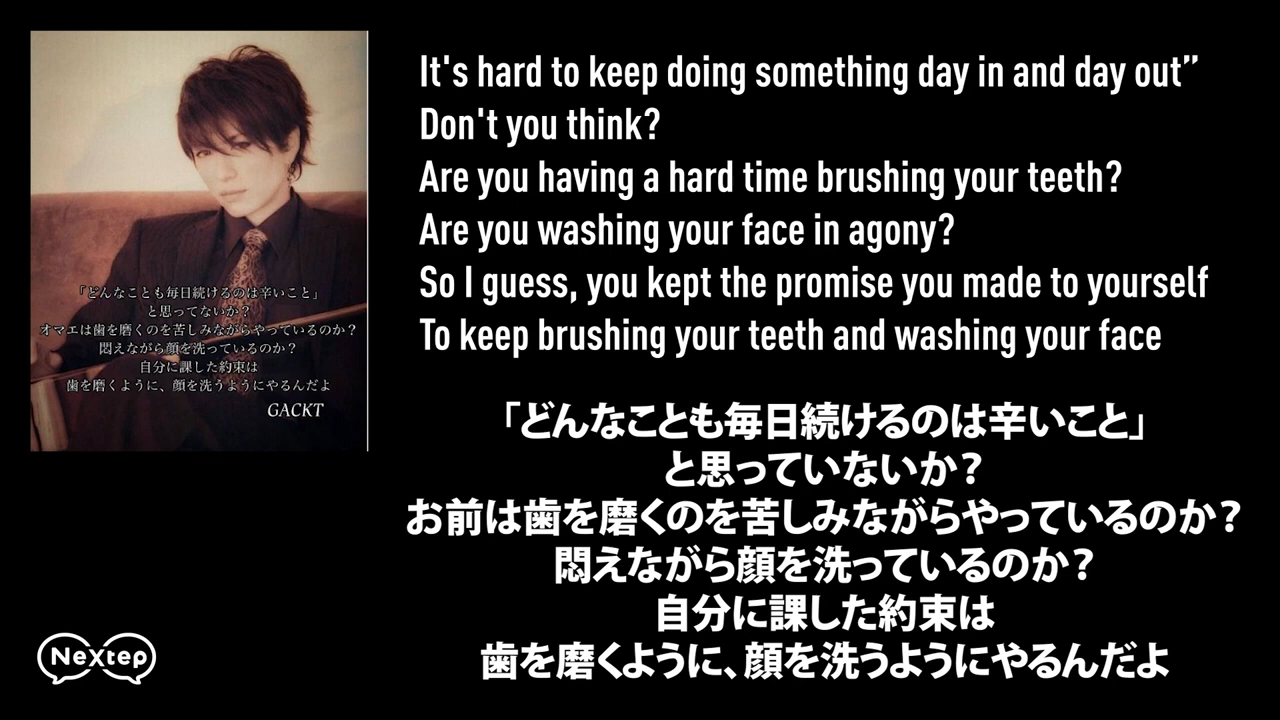 It's hard to keep doing something day in and day out”
Don't you think?
Are you having a hard time brushing your teeth?
Are you washing your face in agony?
So I guess, you kept the promise you made to yourself
To keep brushing your teeth and washing your face
「どんなことも毎日続けるのは辛いこと」
と思ってないか？
オマエは歯を磨くのを苦しみながらやっているのか？
悶えながら顔を洗っているのか？
自分に課した約束は
歯を磨くように、顔を洗うようにやるんだよ
GACKT
「どんなことも毎日続けるのは辛いこと」
と思っていないか？
お前は歯を磨くのを苦しみながらやっているのか？
悶えながら顔を洗っているのか？
自分に課した約束は
歯を磨くように、顔を洗うようにやるんだよ
NeXtep